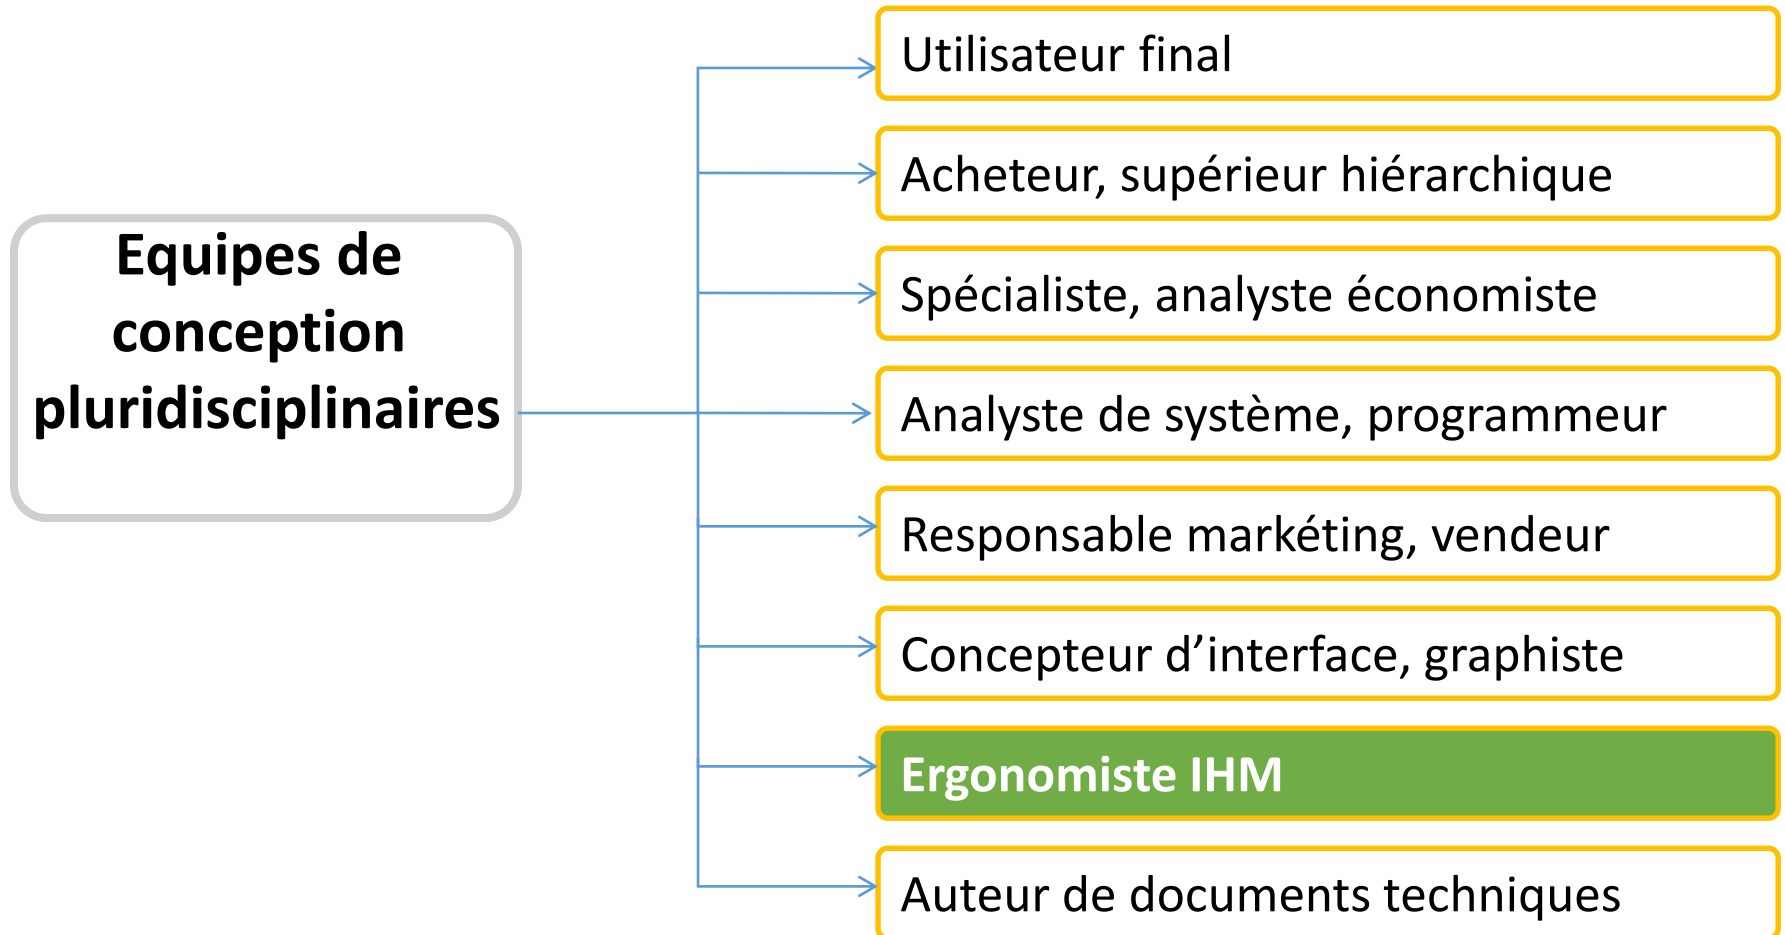 Equipes de
conception
pluridisciplinaires
Utilisateur final
Acheteur, supérieur hiérarchique
Spécialiste, analyste économiste
Analyste de système, programmeur
Responsable markéting, vendeur
Concepteur d’interface, graphiste
Ergonomiste IHM
Auteur de documents techniques